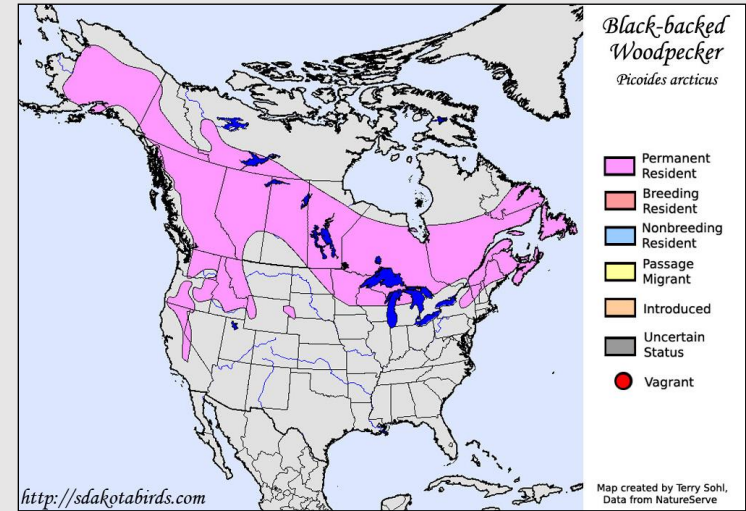 Black-backed
Woodpecker
Picoides arcticus
Permanent
Resident
Breeding
Resident
Nonbreeding
Resident
Passage
Migrant
Introduced
Uncertain
Status
Vagrant
http://sdakotabirds.com
Map created by Terry Sohl,
Data from NatureServe